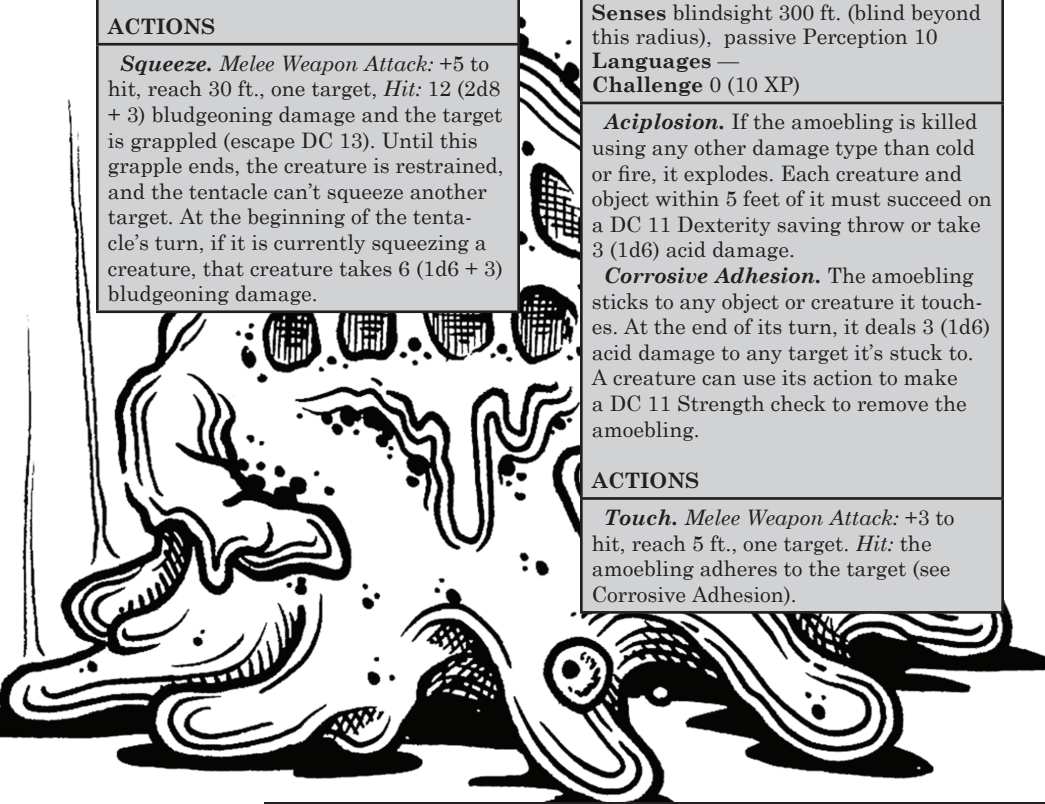 ACTIONS
Squeeze. Melee Weapon Attack: +5 to
hit, reach 30 ft., one target, Hit: 12 (2d8
+ 3) bludgeoning damage and the target
is grappled (escape DC 13). Until this
grapple ends, the creature is restrained,
and the tentacle can’t squeeze another
target. At the beginning of the tenta-
cle’s turn, if it is currently squeezing a
creature, that creature takes 6 (1d6 + 3)
bludgeoning damage.
Senses blindsight 300 ft. (blind beyond
this radius), passive Perception 10
Languages —
Challenge 0 (10 XP)
Aciplosion. If the amoebling is killed
using any other damage type than cold
or fire, it explodes. Each creature and
object within 5 feet of it must succeed on
a DC 11 Dexterity saving throw or take
3 (1d6) acid damage.
Corrosive Adhesion. The amoebling
sticks to any object or creature it touch-
es. At the end of its turn, it deals 3 (1d6)
acid damage to any target it’s stuck to.
A creature can use its action to make
a DC 11 Strength check to remove the
amoebling.
ACTIONS
Touch. Melee Weapon Attack: +3 to
hit, reach 5 ft., one target. Hit: the
amoebling adheres to the target (see
Corrosive Adhesion).